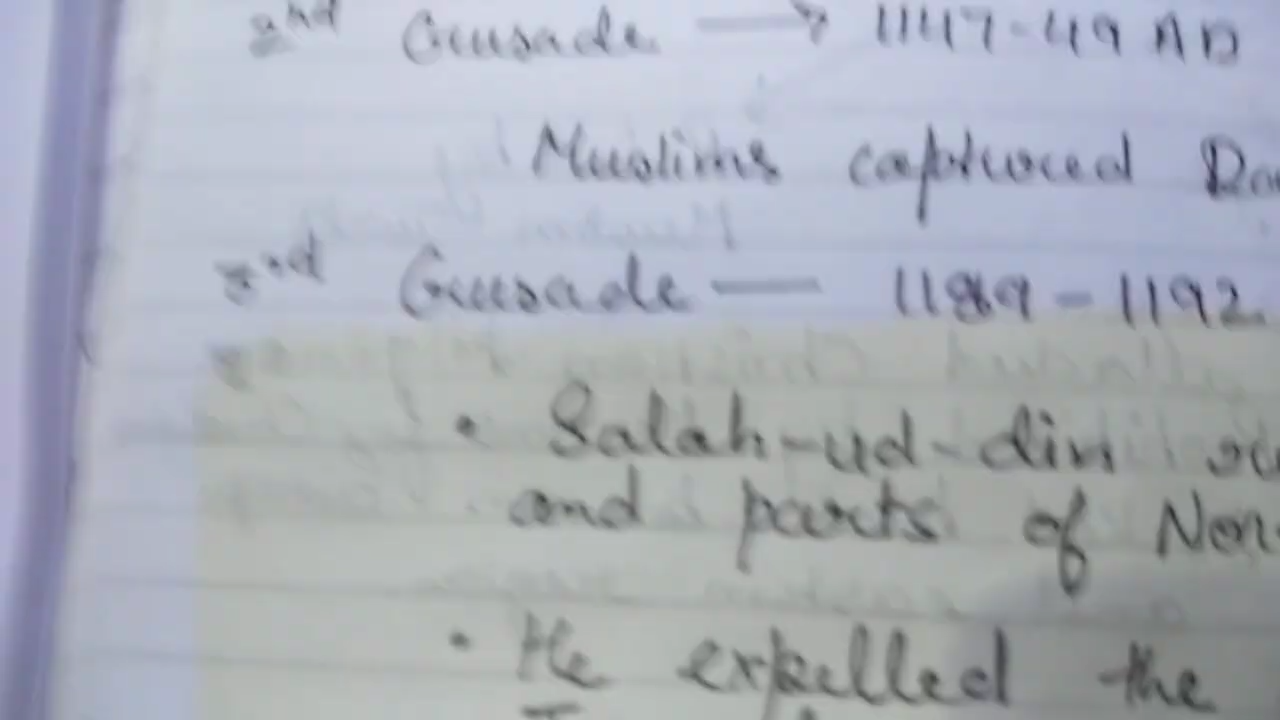 2nd Crusade → 1147-49 AD
Muslims captured
3rd Crusade — 1189-1192
• Salah-ud-din
and parts of
• He expelled the